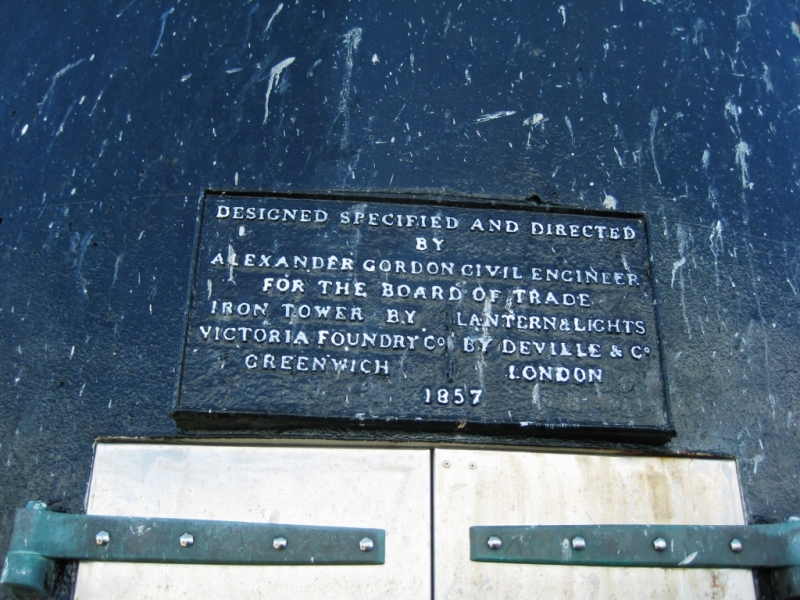 DESIGNED SPECIFIED AND DIRECTED
BY
ALEXANDER GORDON CIVIL ENGINEER
FOR THE BOARD OF TRADE
IRON TOWER BY LANTERN & LIGHTS
VICTORIA FOUNDRY Cº BY DEVILLE & Cº
GREENWICH LONDON
1857